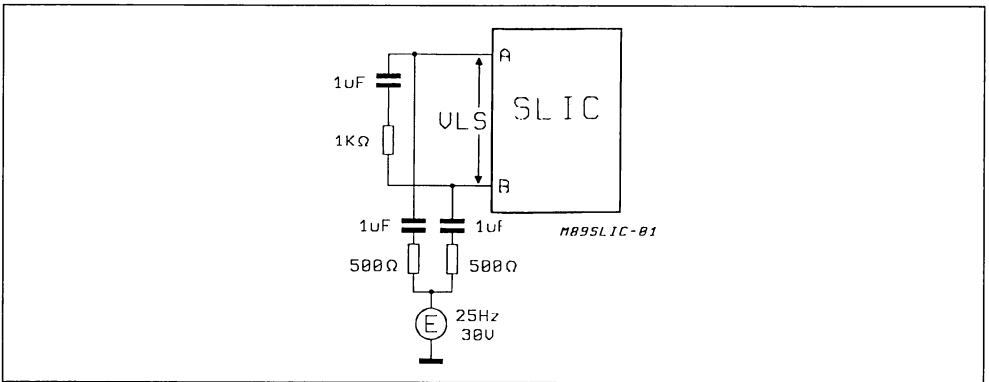 A
1uF
SLIC
VLS
1KΩ
B
1uF
1uf
M89SLIC-01
500Ω
500Ω
E
25Hz
30V